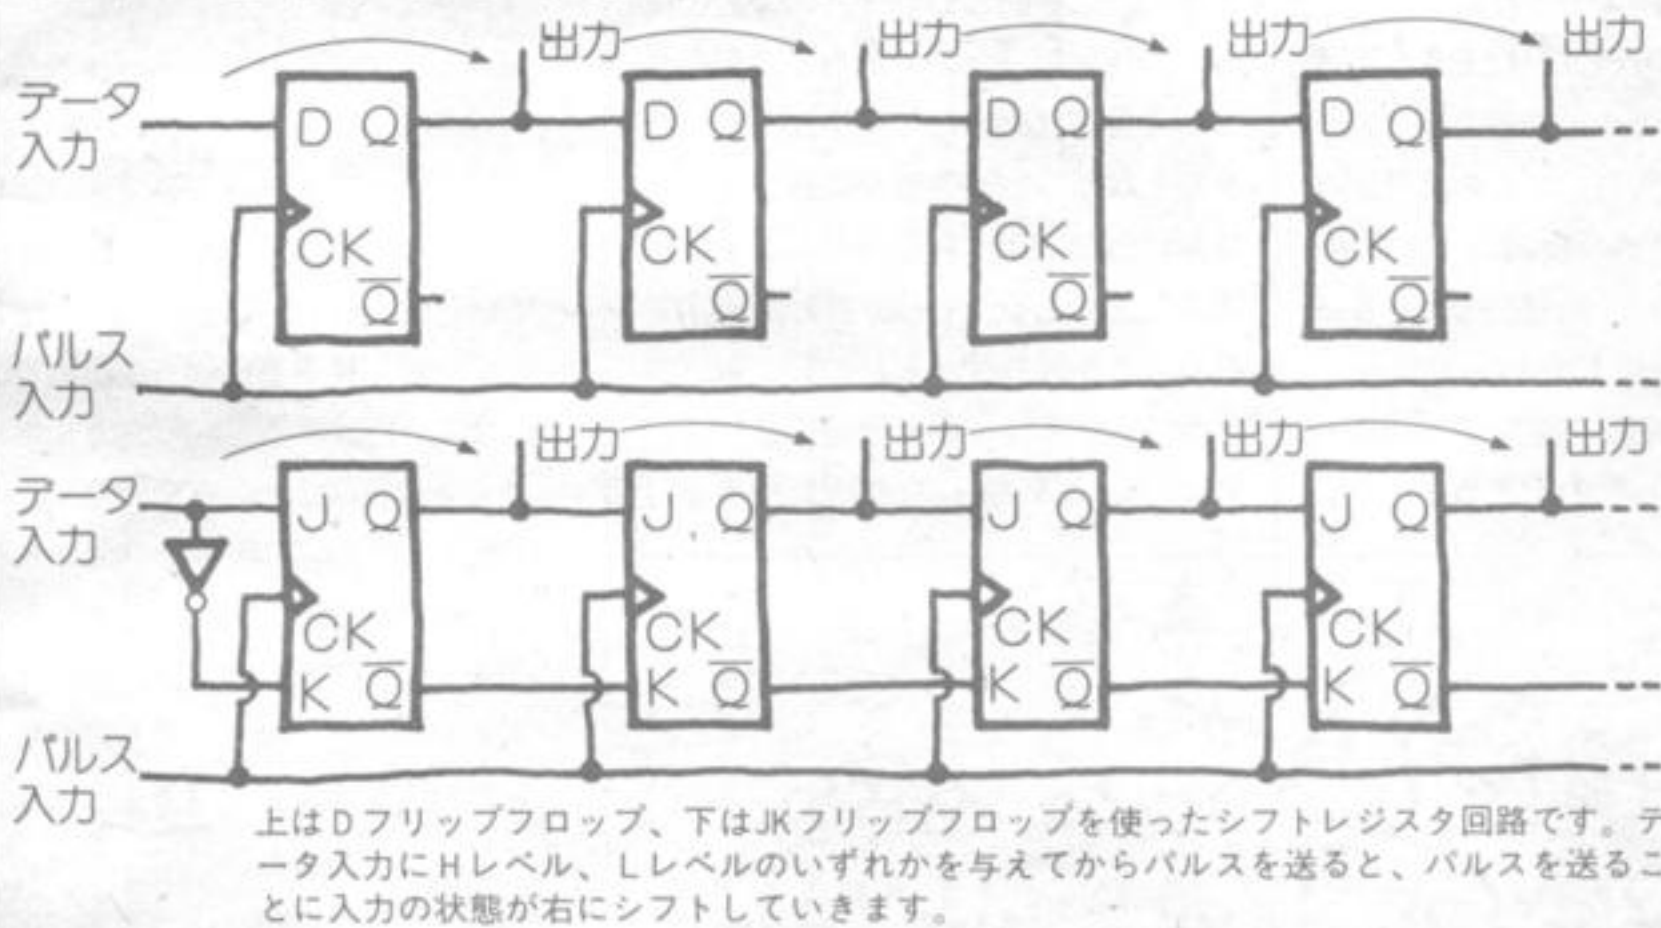 出力 出力 出力 出力
データ
入力
D Q D Q D Q D Q
CK CK CK CK
Q Q Q Q
パルス
入力
出力 出力 出力 出力
データ
入力
J Q J Q J Q J Q
CK CK CK CK
K Q K Q K Q K Q
パルス
入力
上はDフリップフロップ、下はJKフリップフロップを使ったシフトレジスタ回路です。デ
ータ入力にHレベル、Lレベルのいずれかを与えてからパルスを送ると、パルスを送るご
とに入力の状態が右にシフトしていきます。